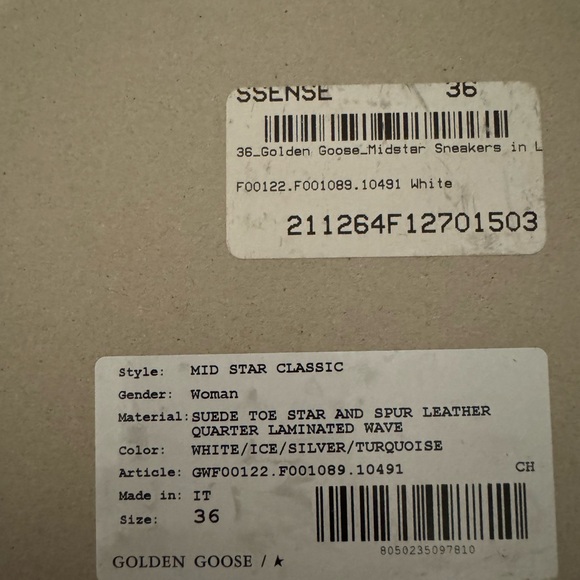 SSENSE 36
36_Golden Goose_Midstar Sneakers in L
F00122.F001089.10491 White
211264F12701503
Style: MID STAR CLASSIC
Gender: Woman
Material: SUEDE TOE STAR AND SPUR LEATHER
QUARTER LAMINATED WAVE
Color: WHITE/ICE/SILVER/TURQUOISE
Article: GWF00122.F001089.10491 CH
Made in: IT
Size: 36
8050235097810
GOLDEN GOOSE / ★